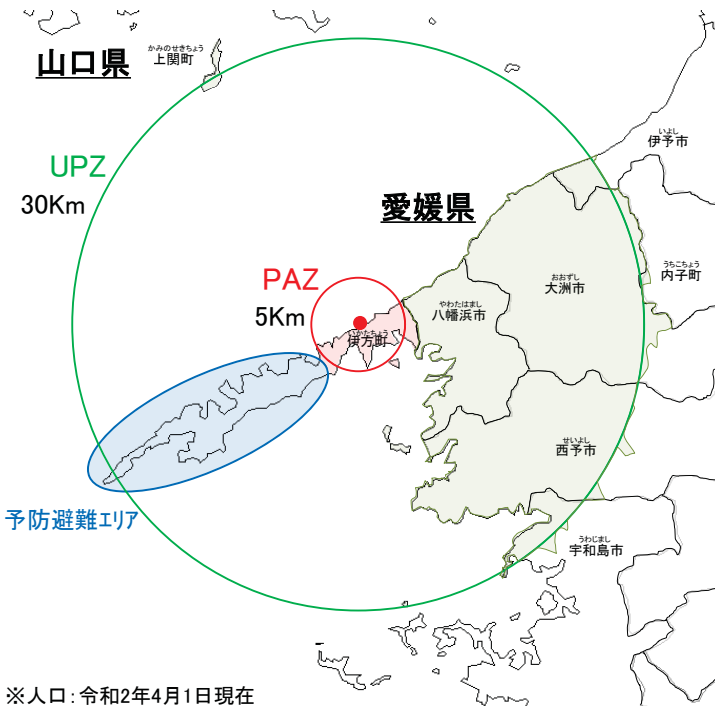 かみのせきちょう
上関町
山口県
いよし
伊予市
UPZ
30Km
愛媛県
うちこちょう
内子町
PAZ
おおずし
大洲市
やわたはまし
八幡浜市
5Km
いかたちょう
伊方町
せいよし
西予市
予防避難エリア
うわじまし
宇和島市
※人口：令和2年4月1日現在